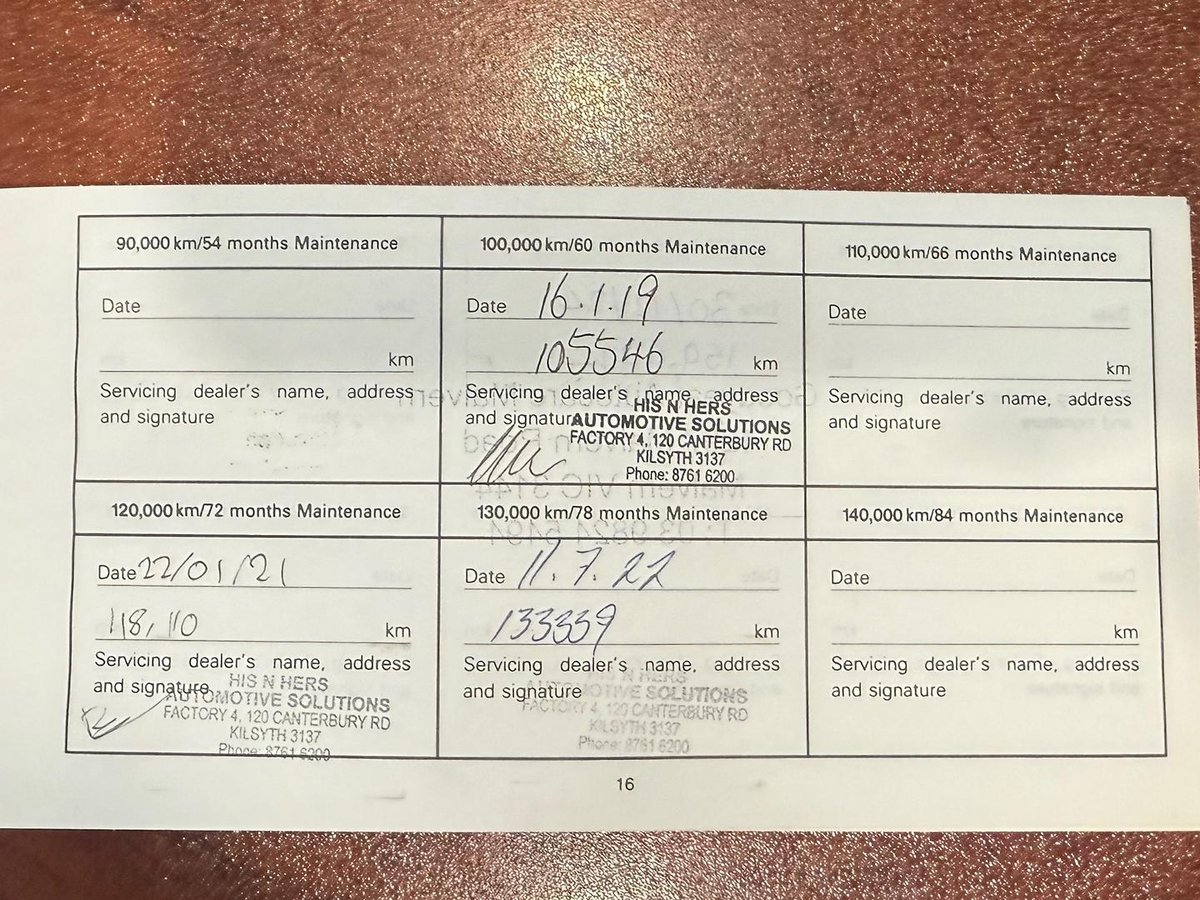 90,000 km/54 months Maintenance
Date
km
Servicing dealer's name, address
and signature
100,000 km/60 months Maintenance
Date 16.1.19
105546 km
Servicing dealer's name, address
and signature
HIS N HERS
AUTOMOTIVE SOLUTIONS
FACTORY 4, 120 CANTERBURY RD
KILSYTH 3137
Phone: 8761 6200
110,000 km/66 months Maintenance
Date
km
Servicing dealer's name, address
and signature
120,000 km/72 months Maintenance
Date 22/01/21
118,110 km
Servicing dealer's name, address
and signature
HIS N HERS
AUTOMOTIVE SOLUTIONS
FACTORY 4, 120 CANTERBURY RD
KILSYTH 3137
Phone: 8761 6200
130,000 km/78 months Maintenance
Date 11.7.22
133339 km
Servicing dealer's name, address
and signature
HIS N HERS
AUTOMOTIVE SOLUTIONS
FACTORY 4, 120 CANTERBURY RD
KILSYTH 3137
Phone: 8761 6200
140,000 km/84 months Maintenance
Date
km
Servicing dealer's name, address
and signature
16